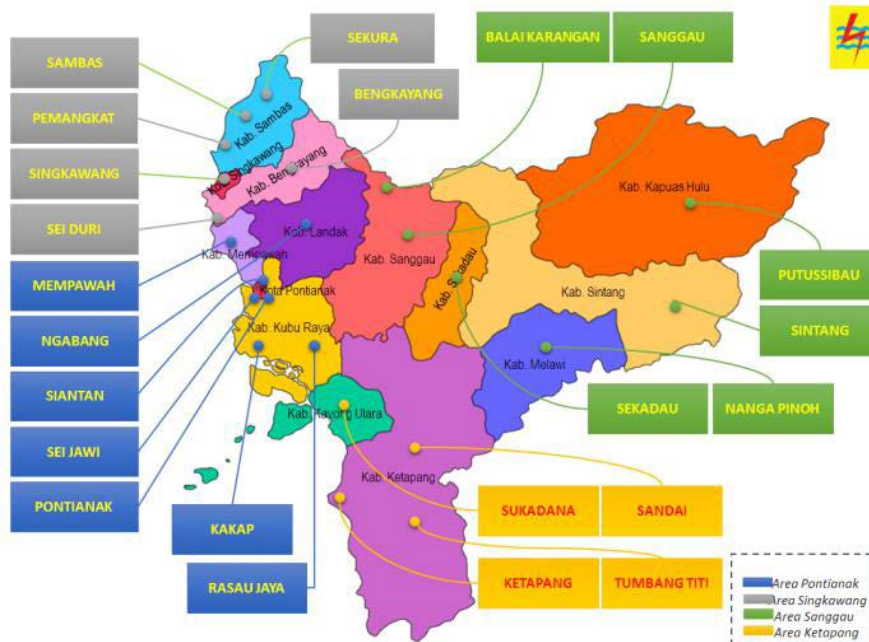 SEKURA
BALAI KARANGAN
SANGGAU
SAMBAS
BENGKAYANG
PEMANGKAT
Kab. Sambas
SINGKAWANG
Kota Singkawang
Kab. Bengkayang
Kab. Kapuas Hulu
SEI DURI
Kab. Landak
Kab. Mempawah
Kab. Sanggau
Kab. Sekadau
MEMPAWAH
PUTUSSIBAU
Kota Pontianak
Kab. Sintang
NGABANG
Kab. Kubu Raya
SINTANG
Kab. Melawi
SIANTAN
SEKADAU
NANGA PINOH
Kab. Kayong Utara
SEI JAWI
Kab. Ketapang
PONTIANAK
SUKADANA
SANDAI
KAKAP
RASAU JAYA
KETAPANG
TUMBANG TITI
Area Pontianak
Area Singkawang
Area Sanggau
Area Ketapang